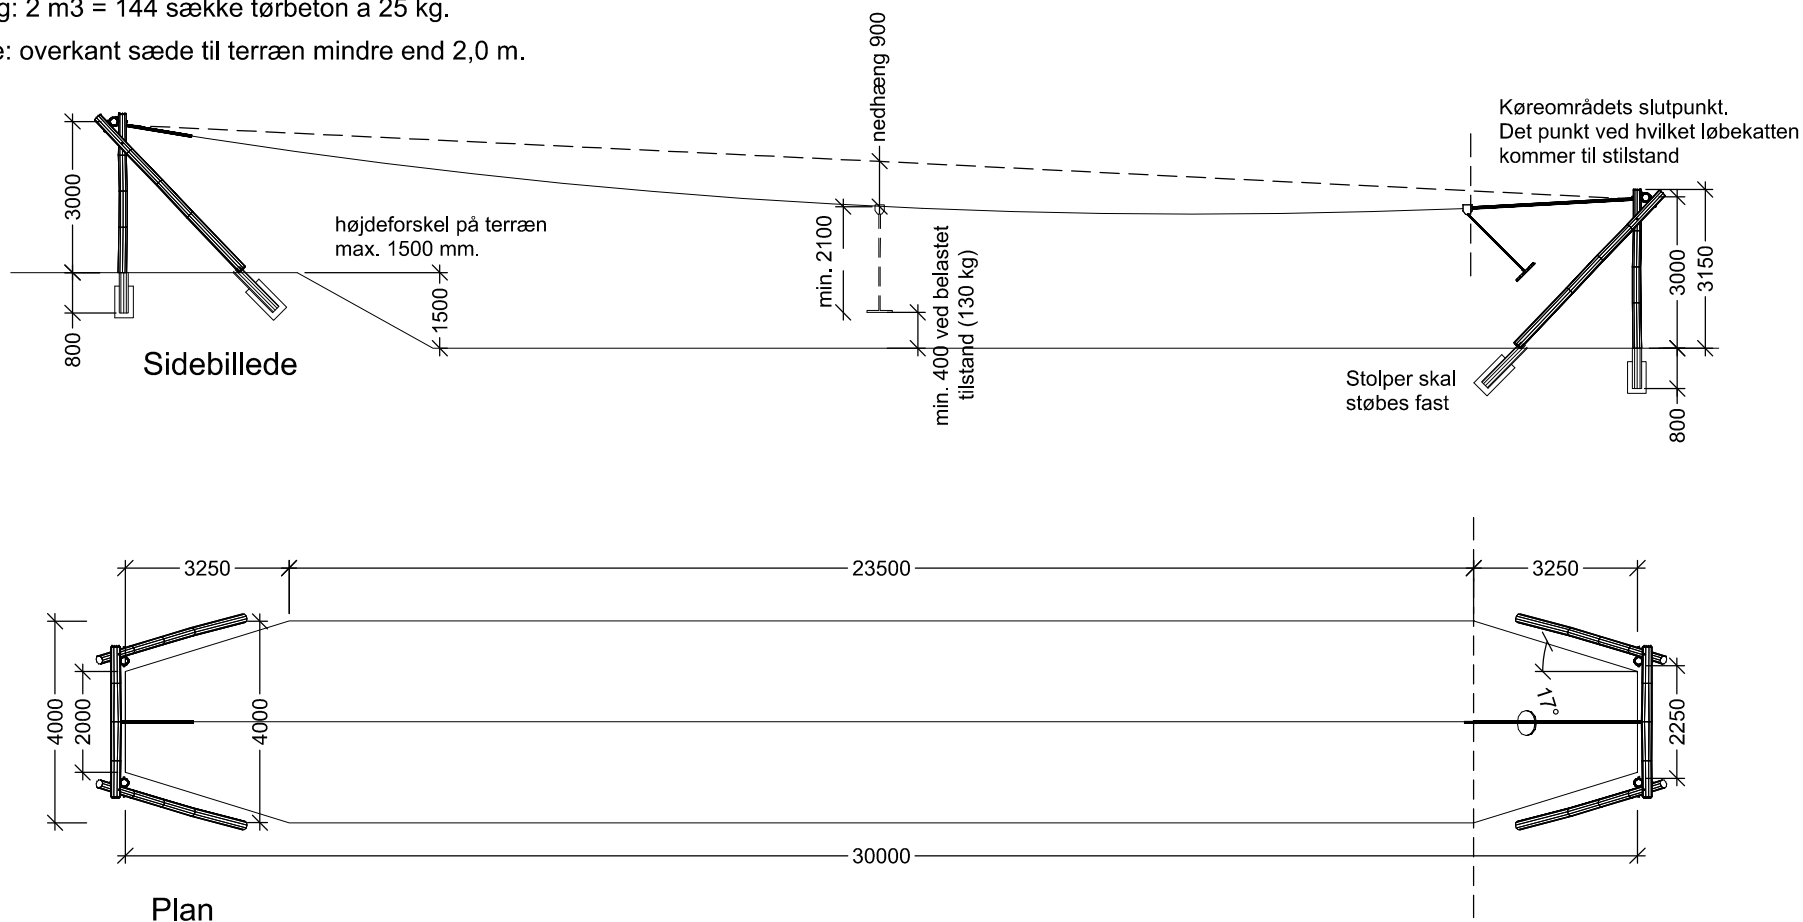 g: 2 m3 = 144 sække tørbeton a 25 kg.
e: overkant sæde til terræn mindre end 2,0 m.
nedhæng 900
Køreområdets slutpunkt.
Det punkt ved hvilket løbekatten
kommer til stilstand
3000
højdeforskel på terræn
max. 1500 mm.
min. 2100
min. 400 ved belastet
tilstand (130 kg)
3000
3150
1500
800
Sidebillede
Stolper skal
støbes fast
800
3250
23500
3250
4000
2000
4000
17°
2250
30000
Plan